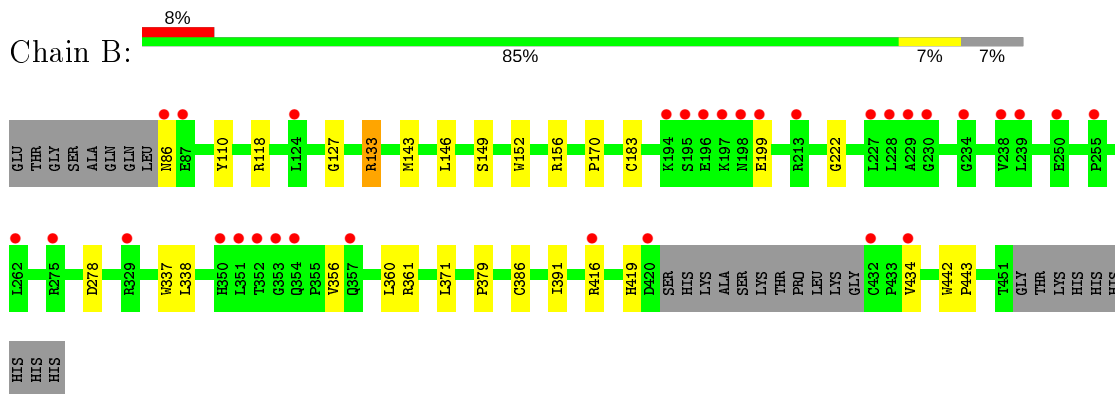 8%
Chain B:
85% 7% 7%
GLU THR GLY SER ALA GLN GLN LEU N86 E87 Y110 R118 L124 G127 R133 M143 L146 S149 W152 R156 P170 C183 K194 S195 E196 K197 N198 E199 R213 G222 L227 L228 A229 G230 G234 V238 L239 E250 P255
L262 R275 D278 R329 W337 L338 H350 L351 T352 G353 Q354 P355 V356 Q357 L360 R361 L371 P379 C386 I391 R416 H419 D420 SER HIS LYS ALA SER LYS THR PRO LEU LYS GLY C432 P433 V434 W442 P443 T451 GLY THR LYS HIS HIS HIS
HIS HIS HIS